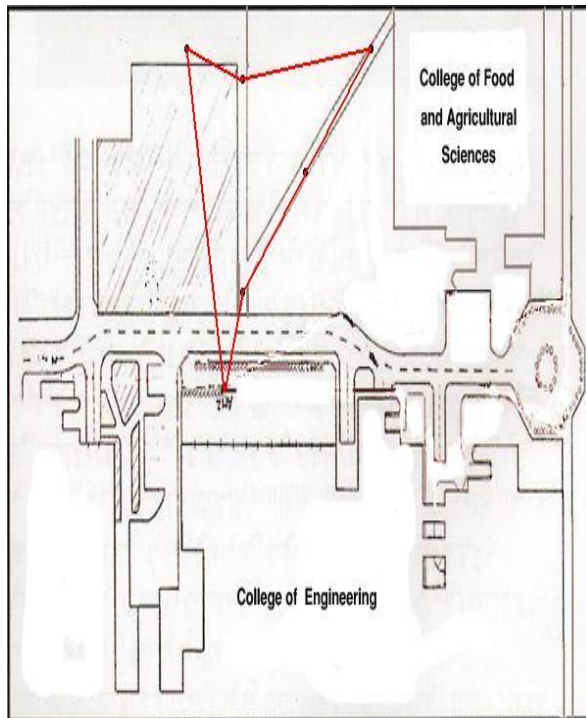 College of Food
and Agricultural
Sciences
College of Engineering